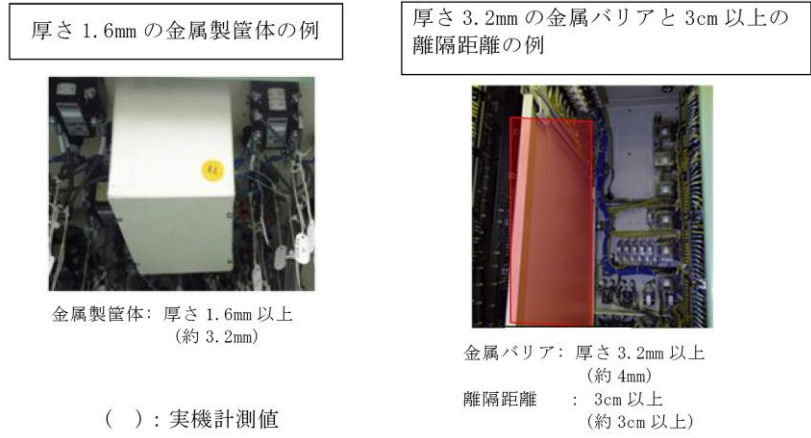 厚さ 1.6mm の金属製筐体の例
金属製筐体: 厚さ 1.6mm 以上
(約 3.2mm)
( ) : 実機計測値
厚さ 3.2mm の金属バリアと 3cm 以上の
離隔距離の例
金属バリア: 厚さ 3.2mm 以上
(約 4mm)
離隔距離 : 3cm 以上
(約 3cm 以上)